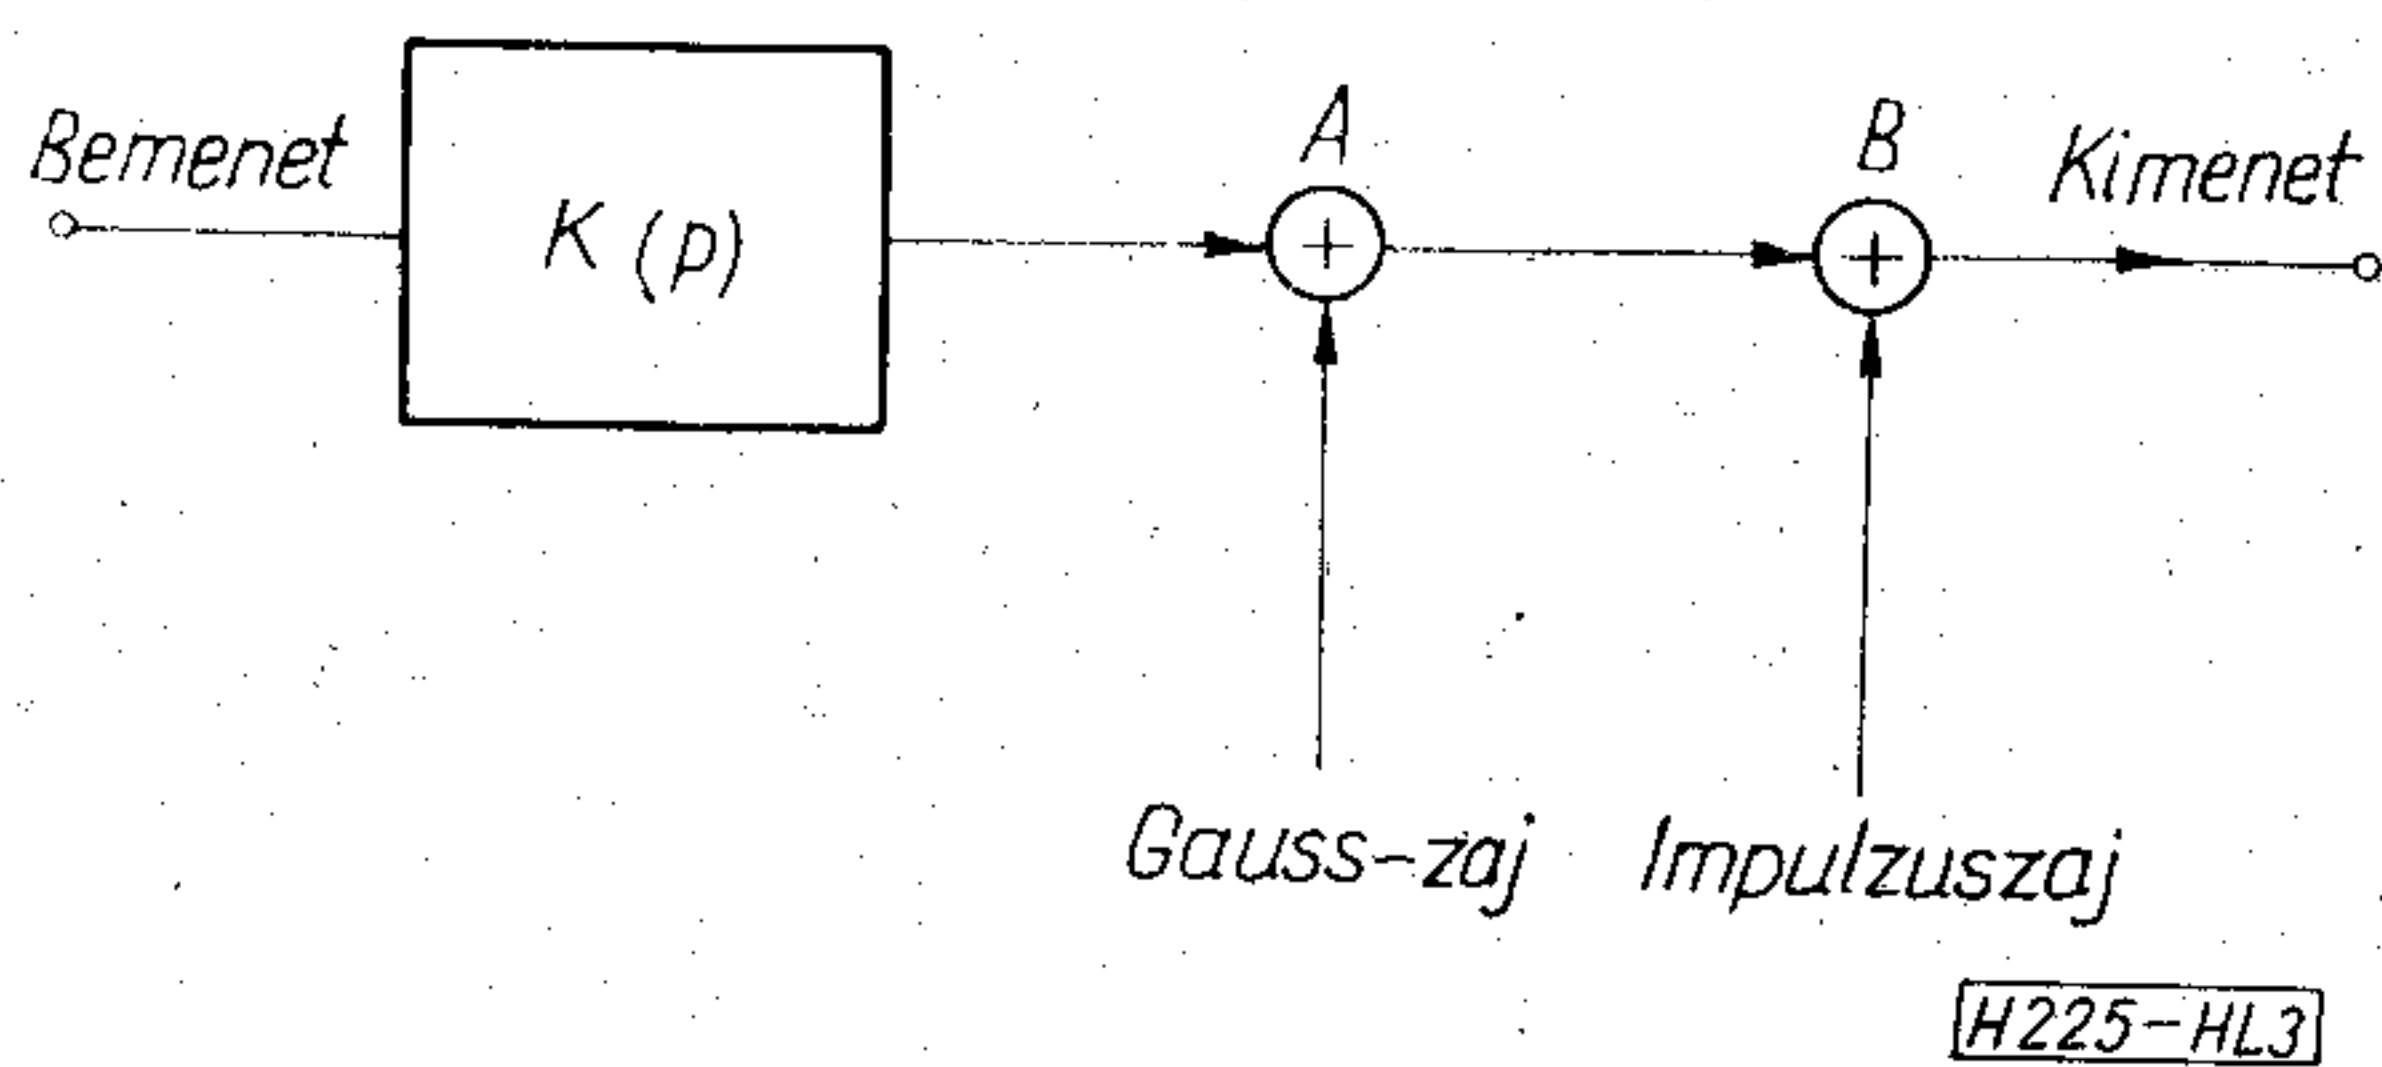 Bemenet
K (p)
A
+
B
+
Kimenet
Gauss-zaj
Impulzuszaj
H225-HL3